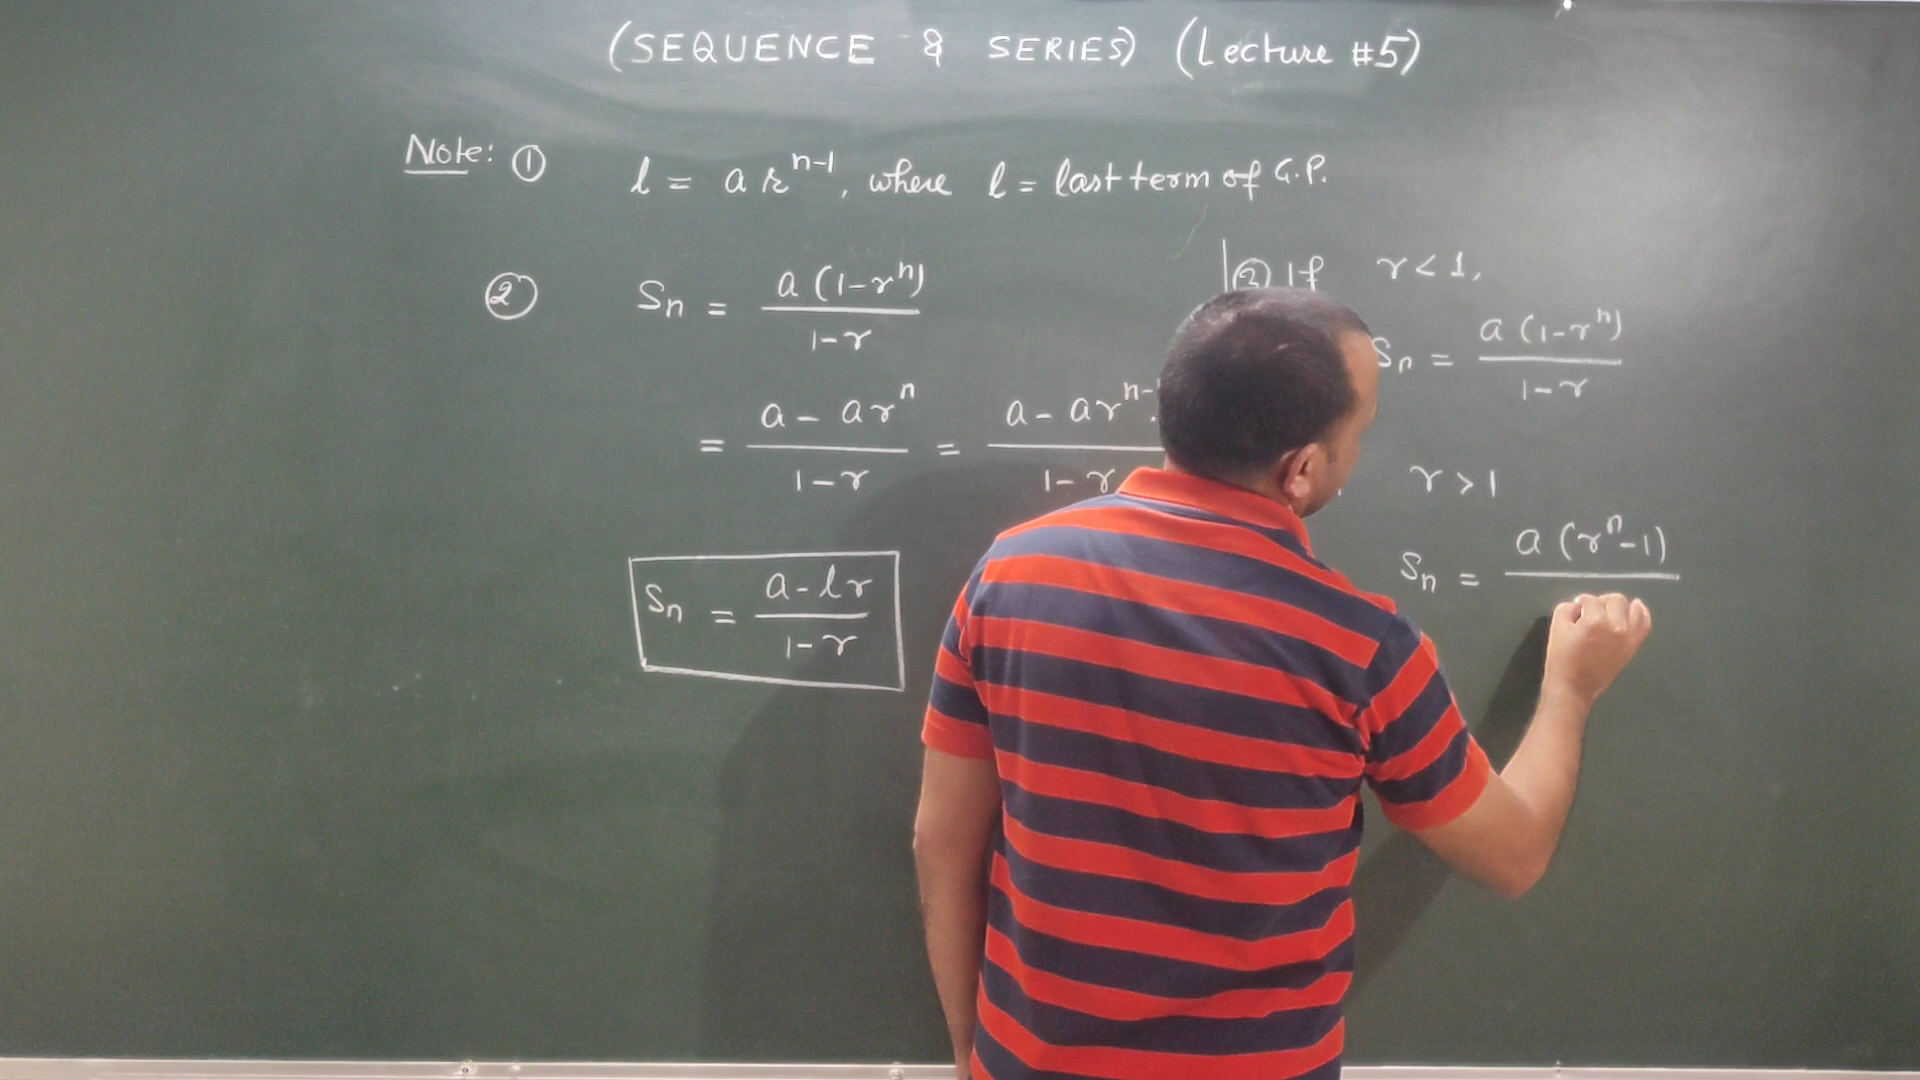 (SEQUENCE & SERIES) (Lecture #5)
Note: ① l = a r^{n-1}, where l = last term of G.P.
② Sn = a (1-r^n) / 1-r
= a - ar^n / 1-r = a - ar^{n- / 1-r
Sn = a-lr / 1-r
③ If r < 1,
Sn = a (1-r^n) / 1-r
r > 1
Sn = a (r^n-1)